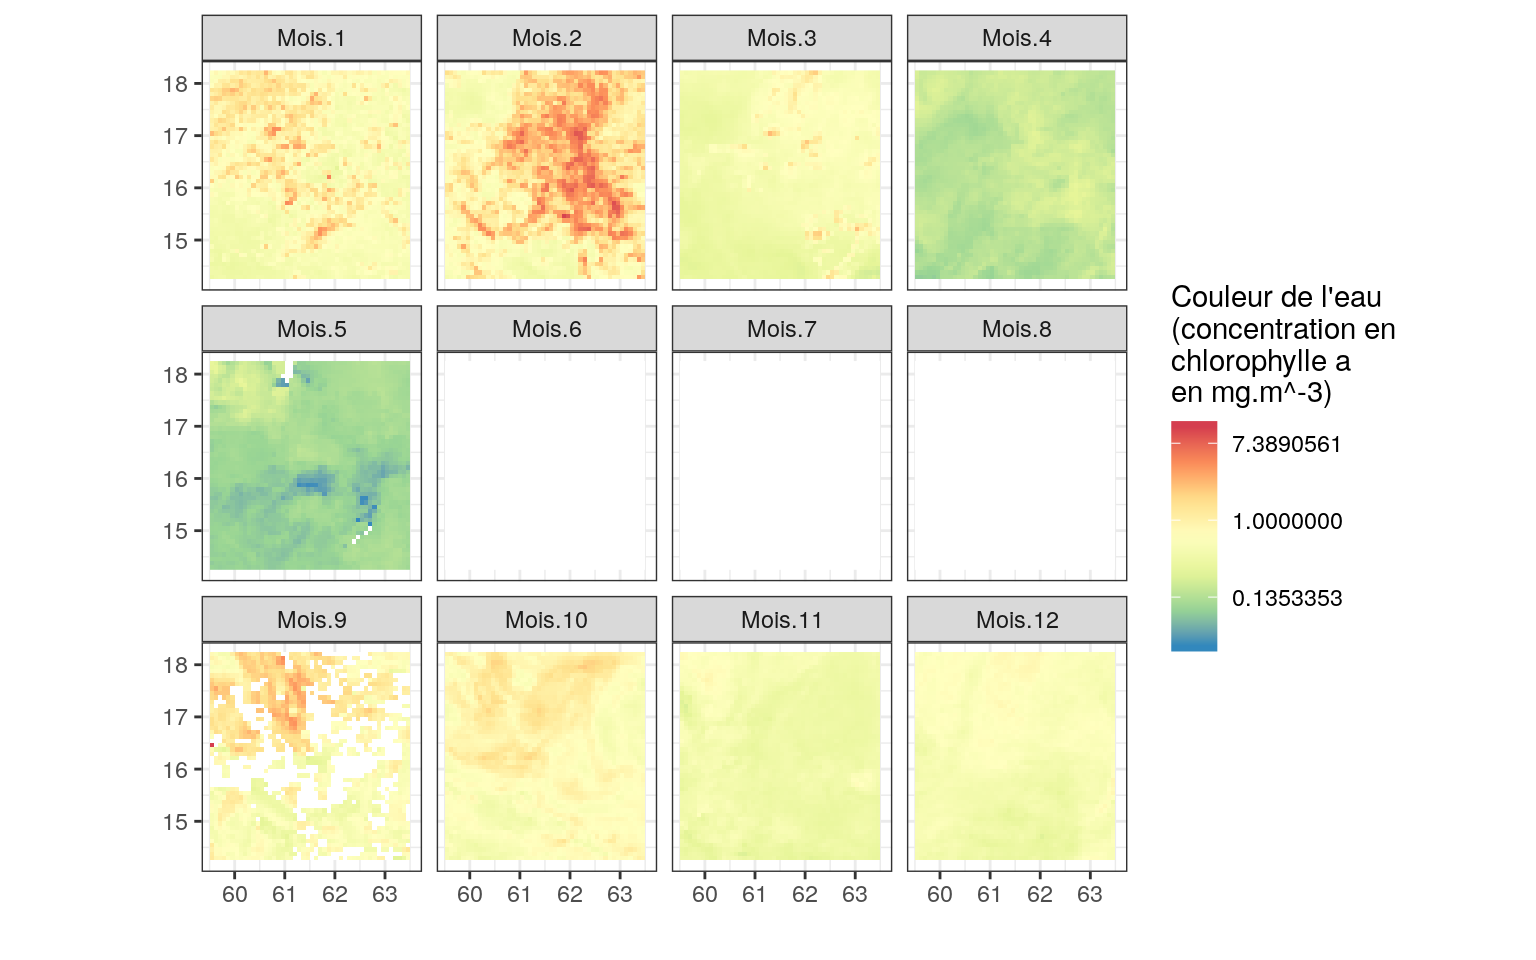 Mois.1 Mois.2 Mois.3 Mois.4
18
17
16
15
Mois.5 Mois.6 Mois.7 Mois.8
18
17
16
15
Mois.9 Mois.10 Mois.11 Mois.12
18
17
16
15
60 61 62 63 60 61 62 63 60 61 62 63 60 61 62 63
Couleur de l'eau
(concentration en
chlorophylle a
en mg.m^-3)
7.3890561
1.0000000
0.1353353